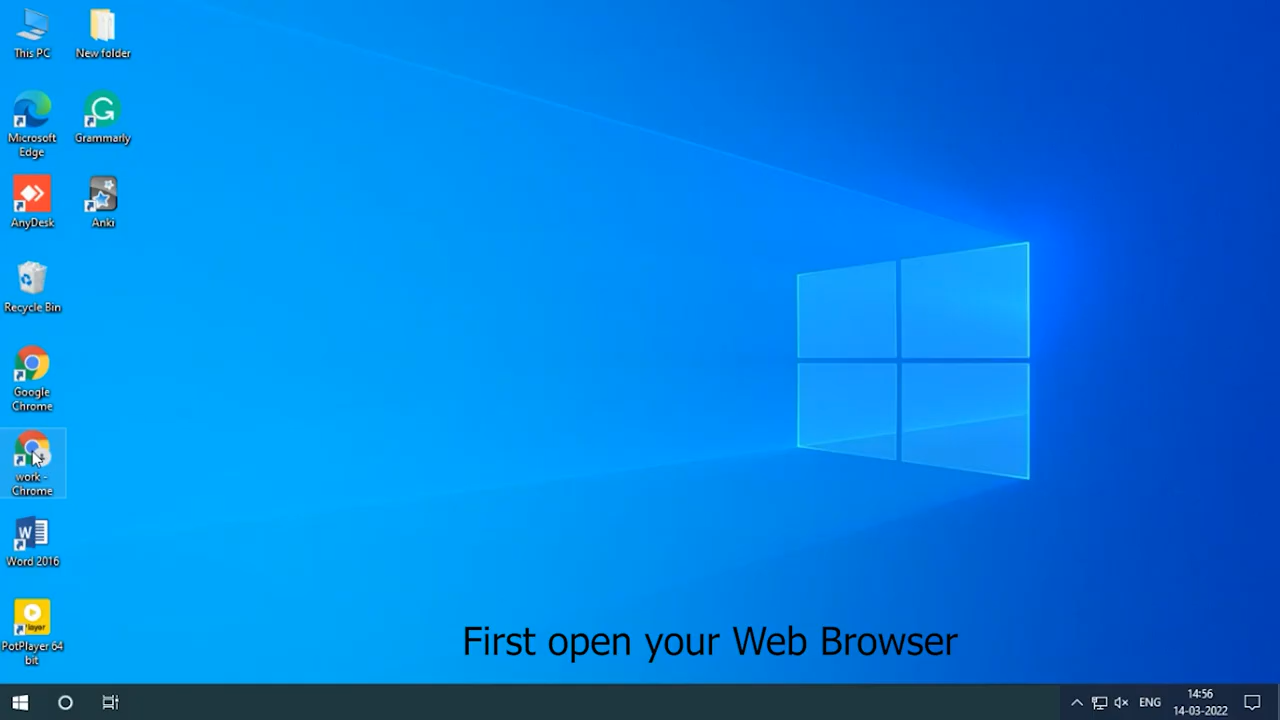 This PC
New folder
Microsoft
Edge
Grammarly
AnyDesk
Anki
Recycle Bin
Google
Chrome
work -
Chrome
Word 2016
PotPlayer 64
bit
First open your Web Browser
ENG
14:56
14-03-2022